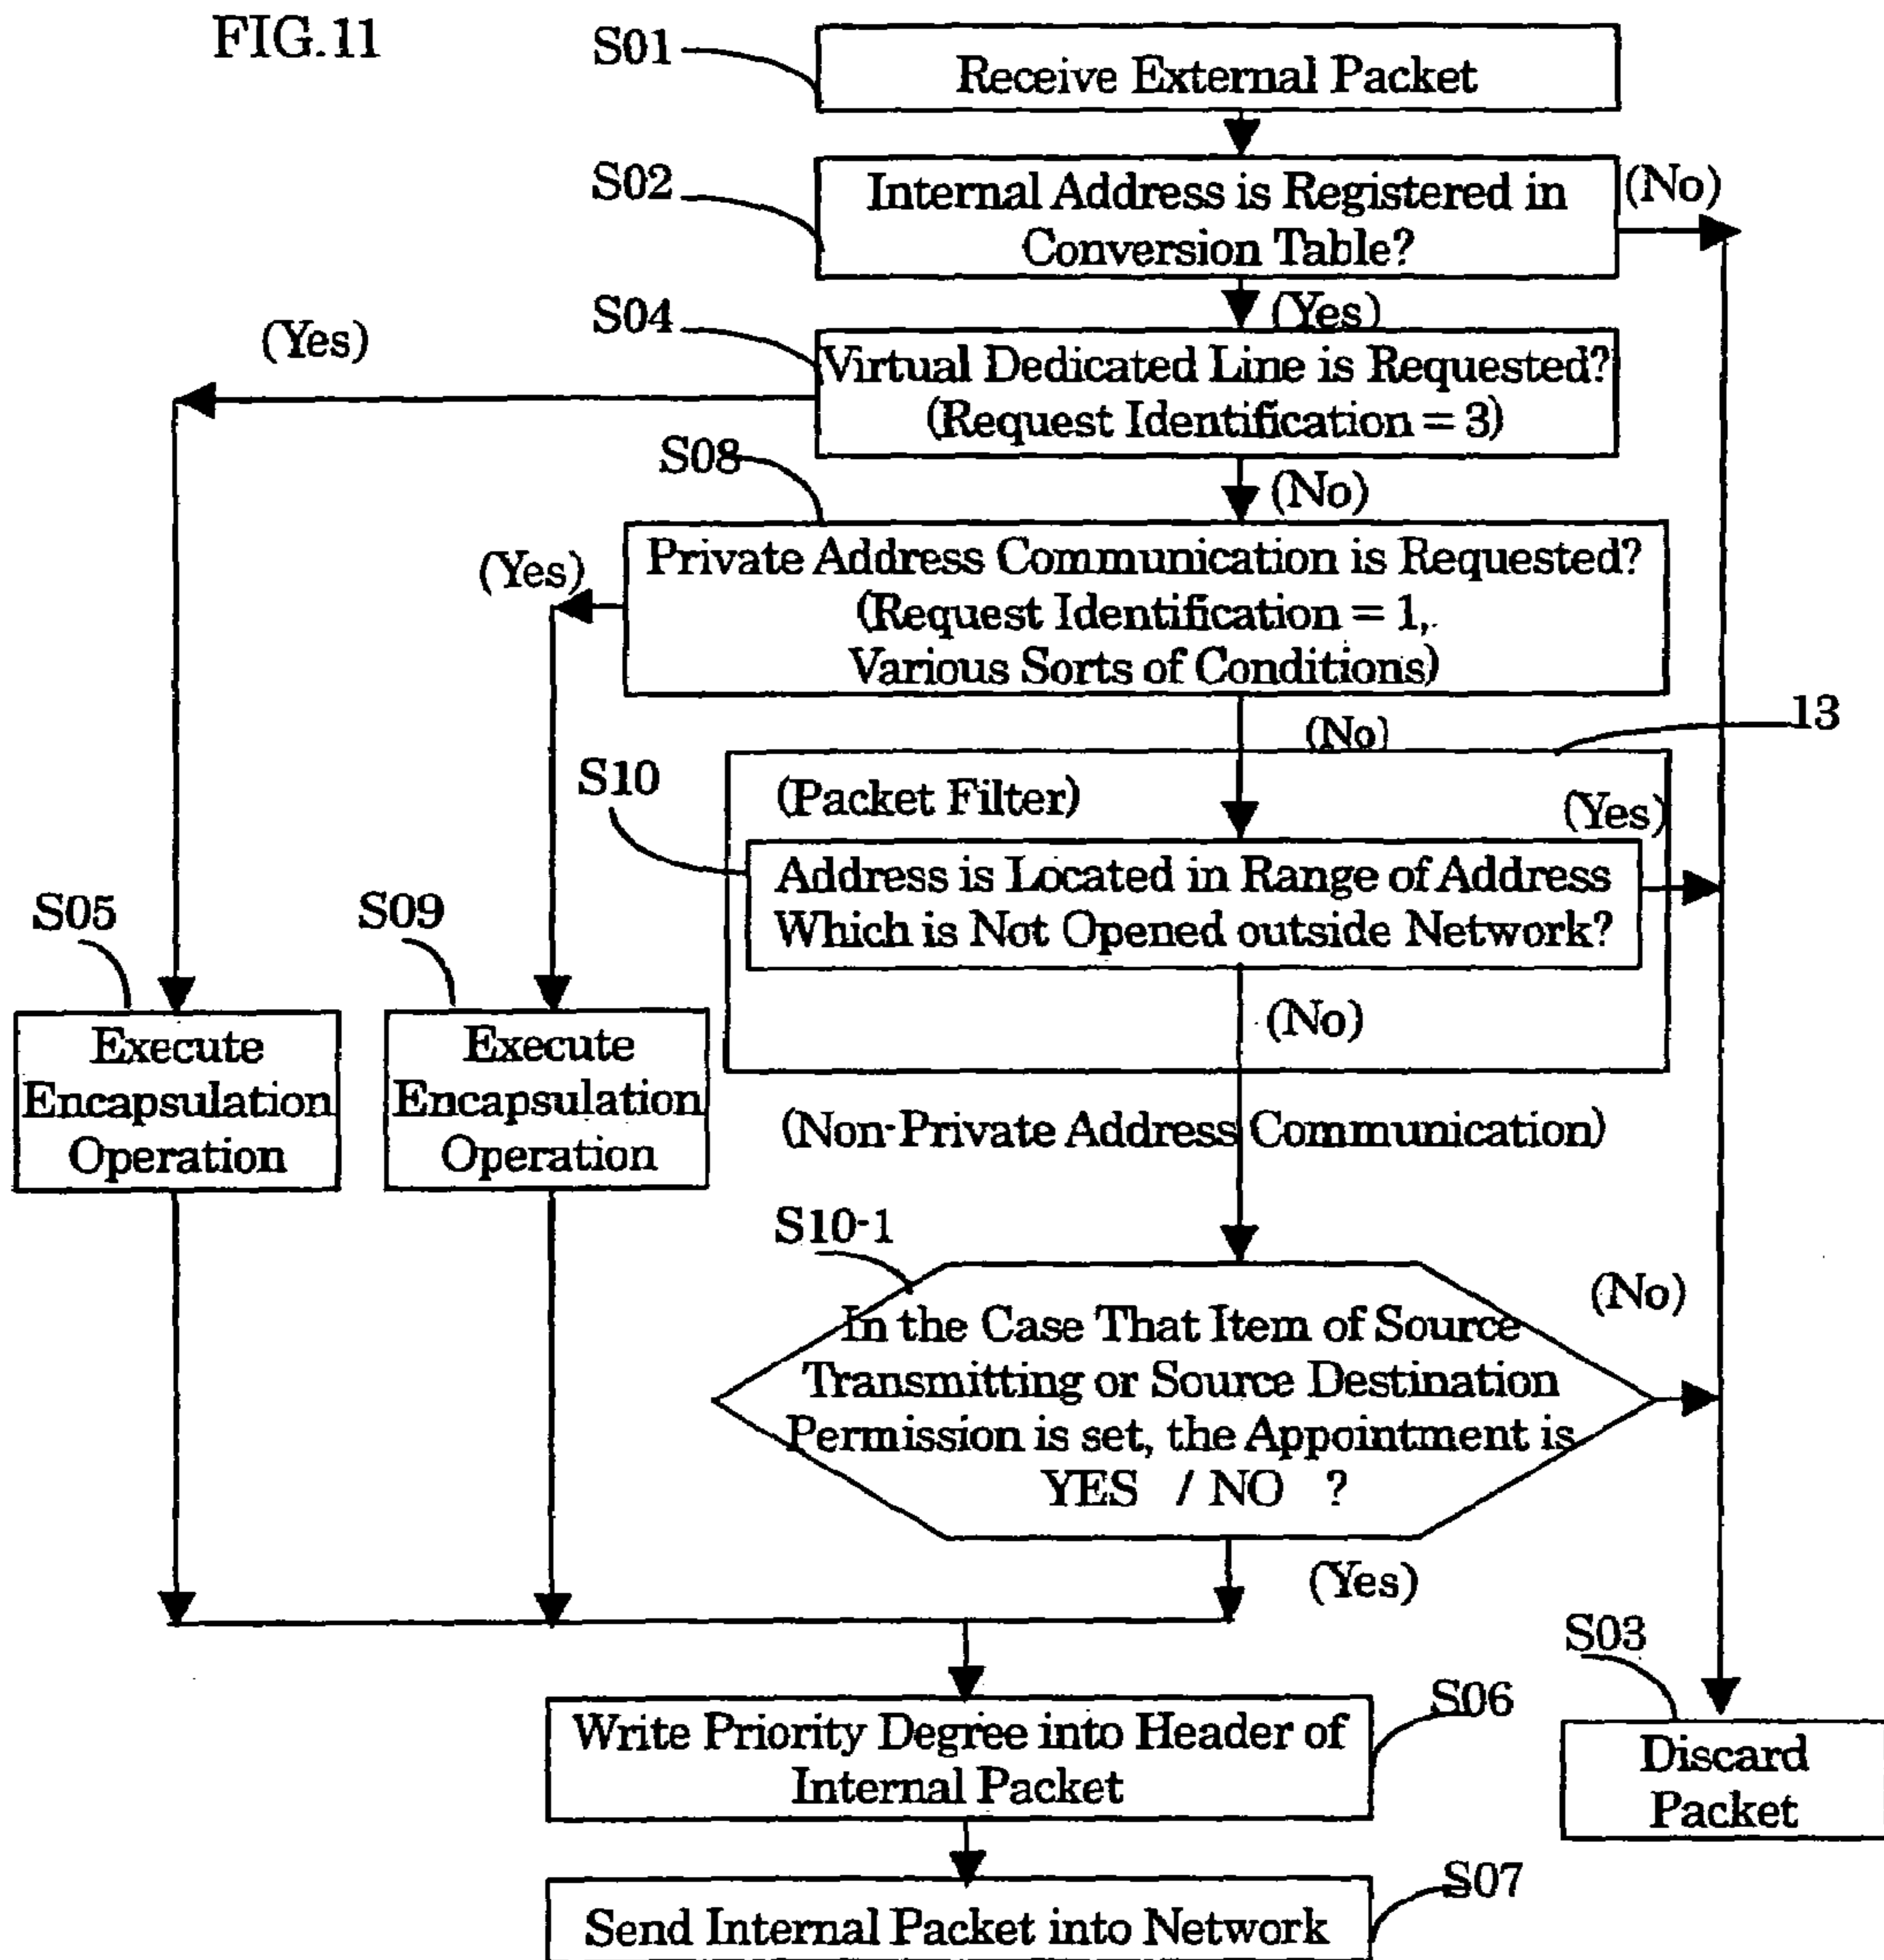 FIG.11
S01
Receive External Packet
S02
Internal Address is Registered in
Conversion Table?
(No)
(Yes)
S04
(Yes)
Virtual Dedicated Line is Requested?
(Request Identification = 3)
(No)
S08
(Yes)
Private Address Communication is Requested?
(Request Identification = 1,
Various Sorts of Conditions)
(No)
13
S10
(Packet Filter)
(Yes)
Address is Located in Range of Address
Which is Not Opened outside Network?
(No)
S05
Execute
Encapsulation
Operation
S09
Execute
Encapsulation
Operation
(Non-Private Address Communication)
S10-1
(No)
In the Case That Item of Source
Transmitting or Source Destination
Permission is set, the Appointment is
YES / NO ?
(Yes)
S03
Discard
Packet
S06
Write Priority Degree into Header of
Internal Packet
S07
Send Internal Packet into Network